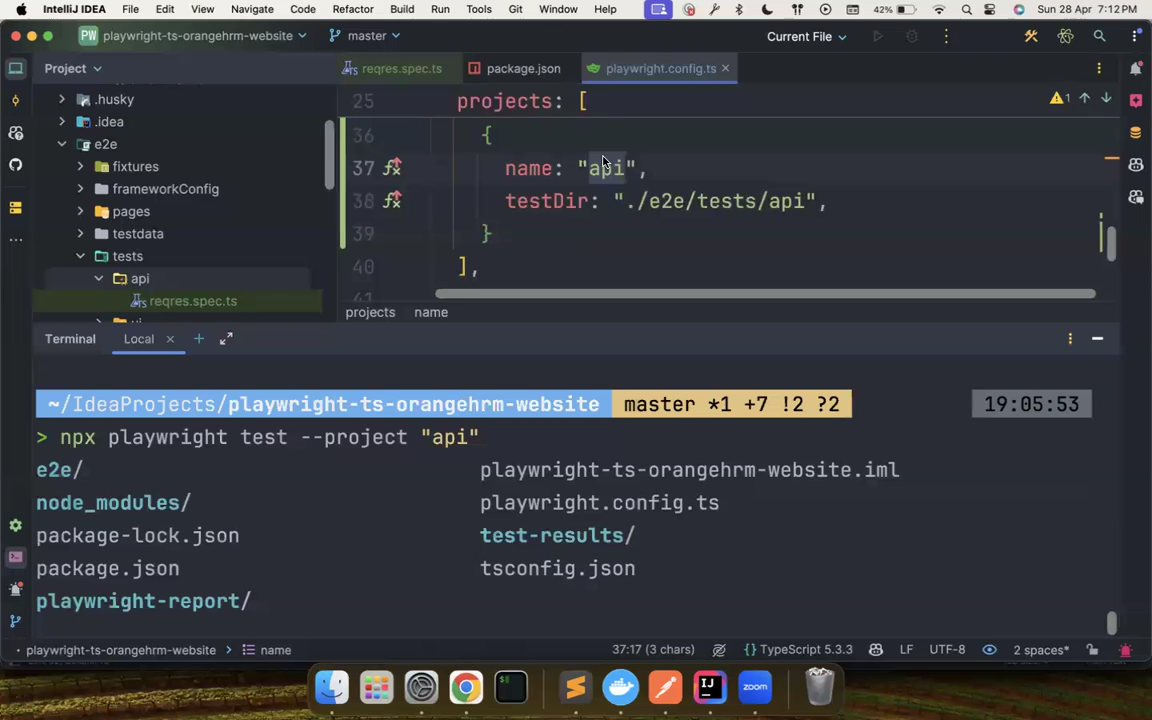 IntelliJ IDEA File Edit View Navigate Code Refactor Build Run Tools Git Window Help 42% Sun 28 Apr 7:12 PM
PW playwright-ts-orangehrm-website master Current File
Project reqres.spec.ts package.json playwright.config.ts
.husky
.idea
e2e
fixtures
frameworkConfig
pages
testdata
tests
api
reqres.spec.ts
25 projects: [
36 {
37 name: "api",
38 testDir: "./e2e/tests/api",
39 }
40 ],
1
projects > name
Terminal Local
~/IdeaProjects/playwright-ts-orangehrm-website master *1 +7 !2 ?2 19:05:53
> npx playwright test --project "api"
e2e/ playwright-ts-orangehrm-website.iml
node_modules/ playwright.config.ts
package-lock.json test-results/
package.json tsconfig.json
playwright-report/
playwright-ts-orangehrm-website > name 37:17 (3 chars) TypeScript 5.3.3 LF UTF-8 2 spaces*
zoom